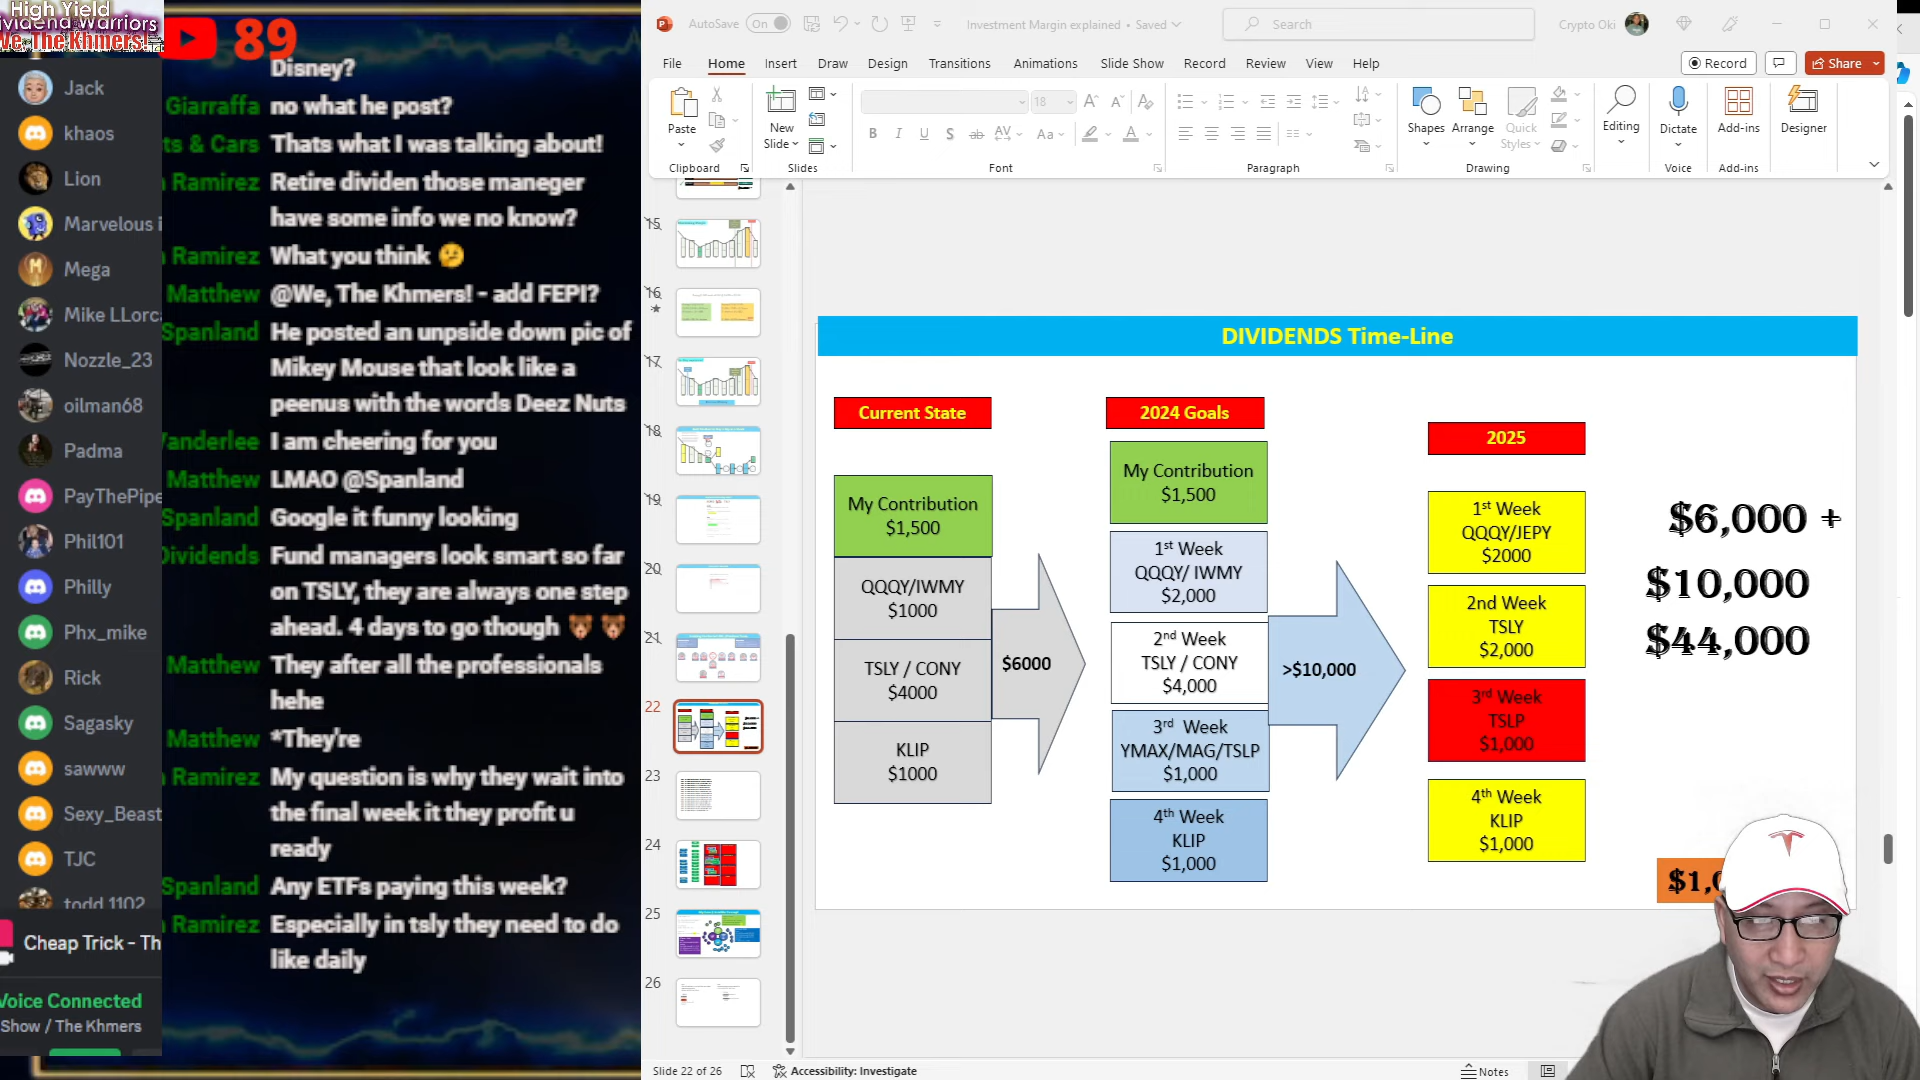 High Yield
Dividend Warriors
We, The Khmers!
89
Jack
khaos
Lion
Marvelous i
Mega
Mike LLorca
Nozzle_23
oilman68
Padma
PayThePipe
Phil101
Philly
Phx_mike
Rick
Sagasky
sawww
Sexy_Beast
TJC
todd 1102
Cheap Trick - Th
Voice Connected
Show / The Khmers
Disney?
Giarraffa no what he post?
ts & Cars Thats what I was talking about!
Ramirez Retire dividen those maneger
have some info we no know?
Ramirez What you think 🤔
Matthew @We, The Khmers! - add FEPI?
Spanland He posted an unpside down pic of
Mikey Mouse that look like a
peenus with the words Deez Nuts
Vanderlee I am cheering for you
Matthew LMAO @Spanland
Spanland Google it funny looking
Dividends Fund managers look smart so far
on TSLY, they are always one step
ahead. 4 days to go though 🐻 🐻
Matthew They after all the professionals
hehe
Matthew *They're
Ramirez My question is why they wait into
the final week it they profit u
ready
Spanland Any ETFs paying this week?
Ramirez Especially in tsly they need to do
like daily
AutoSave On
Investment Margin explained • Saved
Search
Crypto Oki
File Home Insert Draw Design Transitions Animations Slide Show Record Review View Help
Record
Share
Paste
New
Slide
18
Shapes Arrange Quick
Styles
Editing
Dictate
Add-ins
Designer
Clipboard Slides Font Paragraph Drawing Voice Add-ins
15
16
17
18
19
20
21
22
23
24
25
26
DIVIDENDS Time-Line
Current State
My Contribution
$1,500
QQQY/IWMY
$1000
TSLY / CONY
$4000
KLIP
$1000
$6000
2024 Goals
My Contribution
$1,500
1st Week
QQQY/ IWMY
$2,000
2nd Week
TSLY / CONY
$4,000
3rd Week
YMAX/MAG/TSLP
$1,000
4th Week
KLIP
$1,000
>$10,000
2025
1st Week
QQQY/JEPY
$2000
2nd Week
TSLY
$2,000
3rd Week
TSLP
$1,000
4th Week
KLIP
$1,000
$6,000 +
$10,000
$44,000
Slide 22 of 26
Accessibility: Investigate
Notes